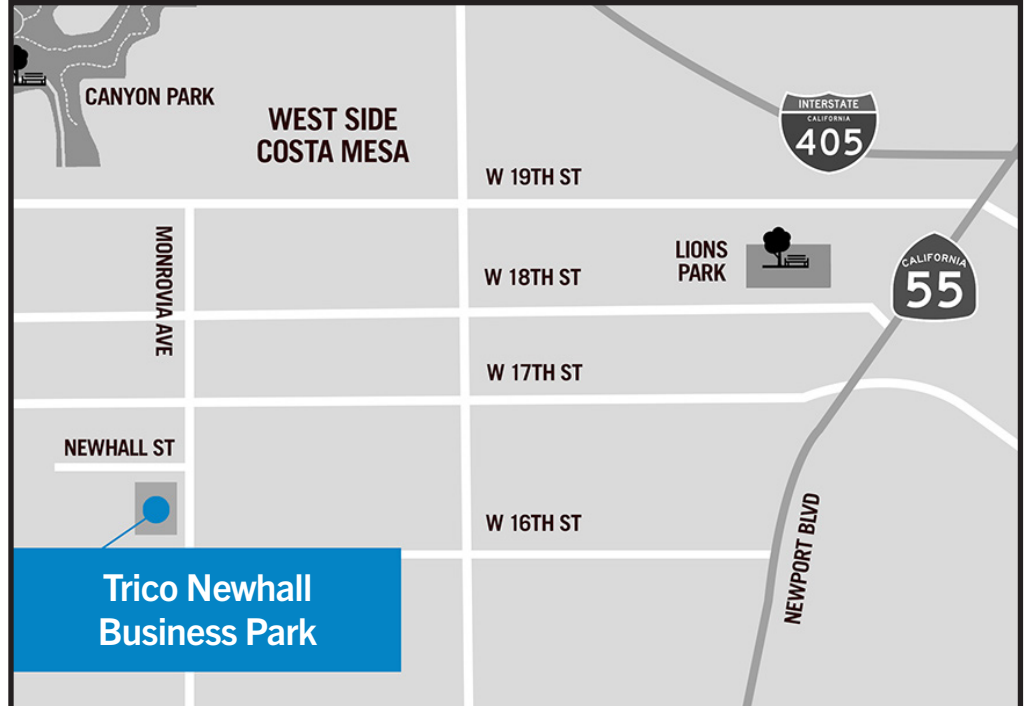 CANYON PARK
WEST SIDE
COSTA MESA
INTERSTATE
CALIFORNIA
405
W 19TH ST
MONROVIA AVE
LIONS
PARK
CALIFORNIA
55
W 18TH ST
W 17TH ST
NEWHALL ST
W 16TH ST
NEWPORT BLVD
Trico Newhall
Business Park